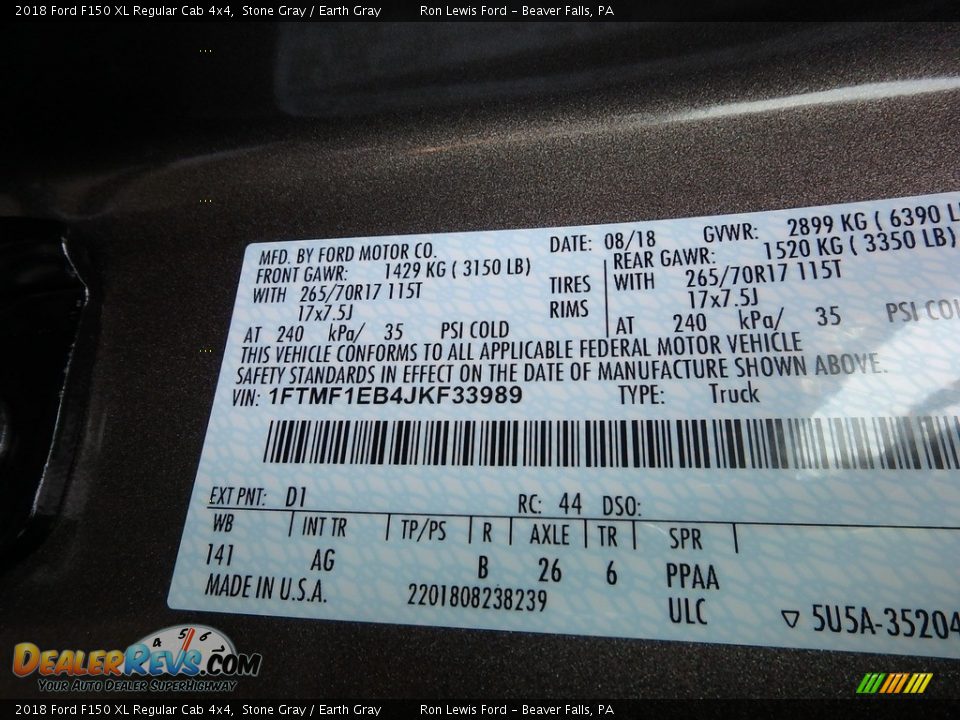 2018 Ford F150 XL Regular Cab 4x4, Stone Gray / Earth Gray Ron Lewis Ford - Beaver Falls, PA
MFD. BY FORD MOTOR CO. DATE: 08/18 GVWR: 2899 KG ( 6390 L
FRONT GAWR: 1429 KG ( 3150 LB) REAR GAWR: 1520 KG ( 3350 LB)
WITH 265/70R17 115T TIRES WITH 265/70R17 115T
17x7.5J RIMS 17x7.5J
AT 240 kPa/ 35 PSI COLD AT 240 kPa/ 35 PSI COL
THIS VEHICLE CONFORMS TO ALL APPLICABLE FEDERAL MOTOR VEHICLE
SAFETY STANDARDS IN EFFECT ON THE DATE OF MANUFACTURE SHOWN ABOVE.
VIN: 1FTMF1EB4JKF33989 TYPE: Truck
EXT PNT: D1 RC: 44 DSO:
WB INT TR TP/PS R AXLE TR SPR
141 AG B 26 6 PPAA
MADE IN U.S.A. 2201808238239 ULC 5U5A-35204
4 5 6
DEALERREVS.COM
YOUR AUTO DEALER SUPERHIGHWAY
2018 Ford F150 XL Regular Cab 4x4, Stone Gray / Earth Gray Ron Lewis Ford - Beaver Falls, PA